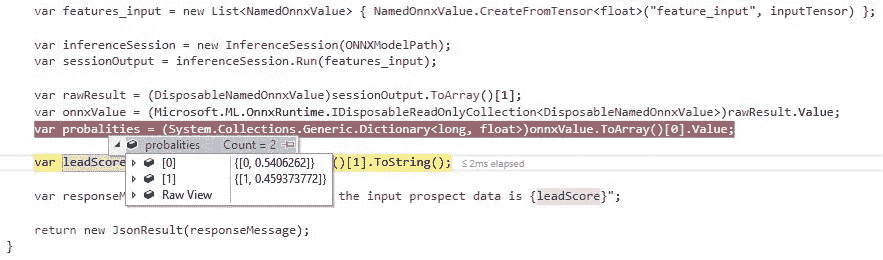 var features_input = new List<NamedOnnxValue> { NamedOnnxValue.CreateFromTensor<float>("feature_input", inputTensor) };
var inferenceSession = new InferenceSession(ONNXModelPath);
var sessionOutput = inferenceSession.Run(features_input);
var rawResult = (DisposableNamedOnnxValue)sessionOutput.ToArray()[1];
var onnxValue = (Microsoft.ML.OnnxRuntime.IDisposableReadOnlyCollection<DisposableNamedOnnxValue>)rawResult.Value;
var probalities = (System.Collections.Generic.Dictionary<long, float>)onnxValue.ToArray()[0].Value;
probalities Count = 2
var leadScore ()[1].ToString(); ≤ 2ms elapsed
[0] {[0, 0.5406262]}
[1] {[1, 0.459373772]}
Raw View
var responseM the input prospect data is {leadScore}";
return new JsonResult(responseMessage);
}